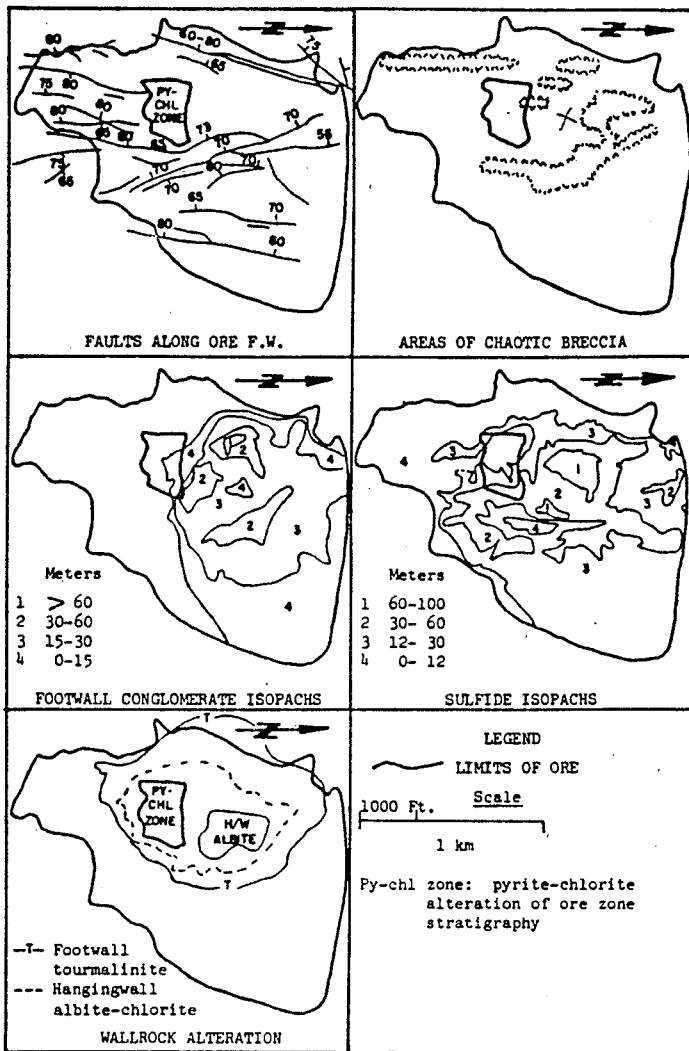 N
60
60-80
75
65
75
80
PY-
CHL
ZONE
80
80
65
80
65
73
70
70
56
75
65
70
80
70
70
65
70
80
80
FAULTS ALONG ORE F.W.
N
AREAS OF CHAOTIC BRECCIA
N
4
2
4
2
3
4
2
3
4
Meters
1 > 60
2 30-60
3 15-30
4 0-15
FOOTWALL CONGLOMERATE ISOPACHS
N
3
4
4
3
1
2
2
3
1
4
2
3
Meters
1 60-100
2 30- 60
3 12- 30
4 0- 12
SULFIDE ISOPACHS
T
N
PY-
CHL
ZONE
H/W
ALBITE
T
—T— Footwall
tourmalinite
---- Hangingwall
albite-chlorite
WALLROCK ALTERATION
LEGEND
LIMITS OF ORE
Scale
1000 Ft.
1 km
Py-chl zone: pyrite-chlorite
alteration of ore zone
stratigraphy